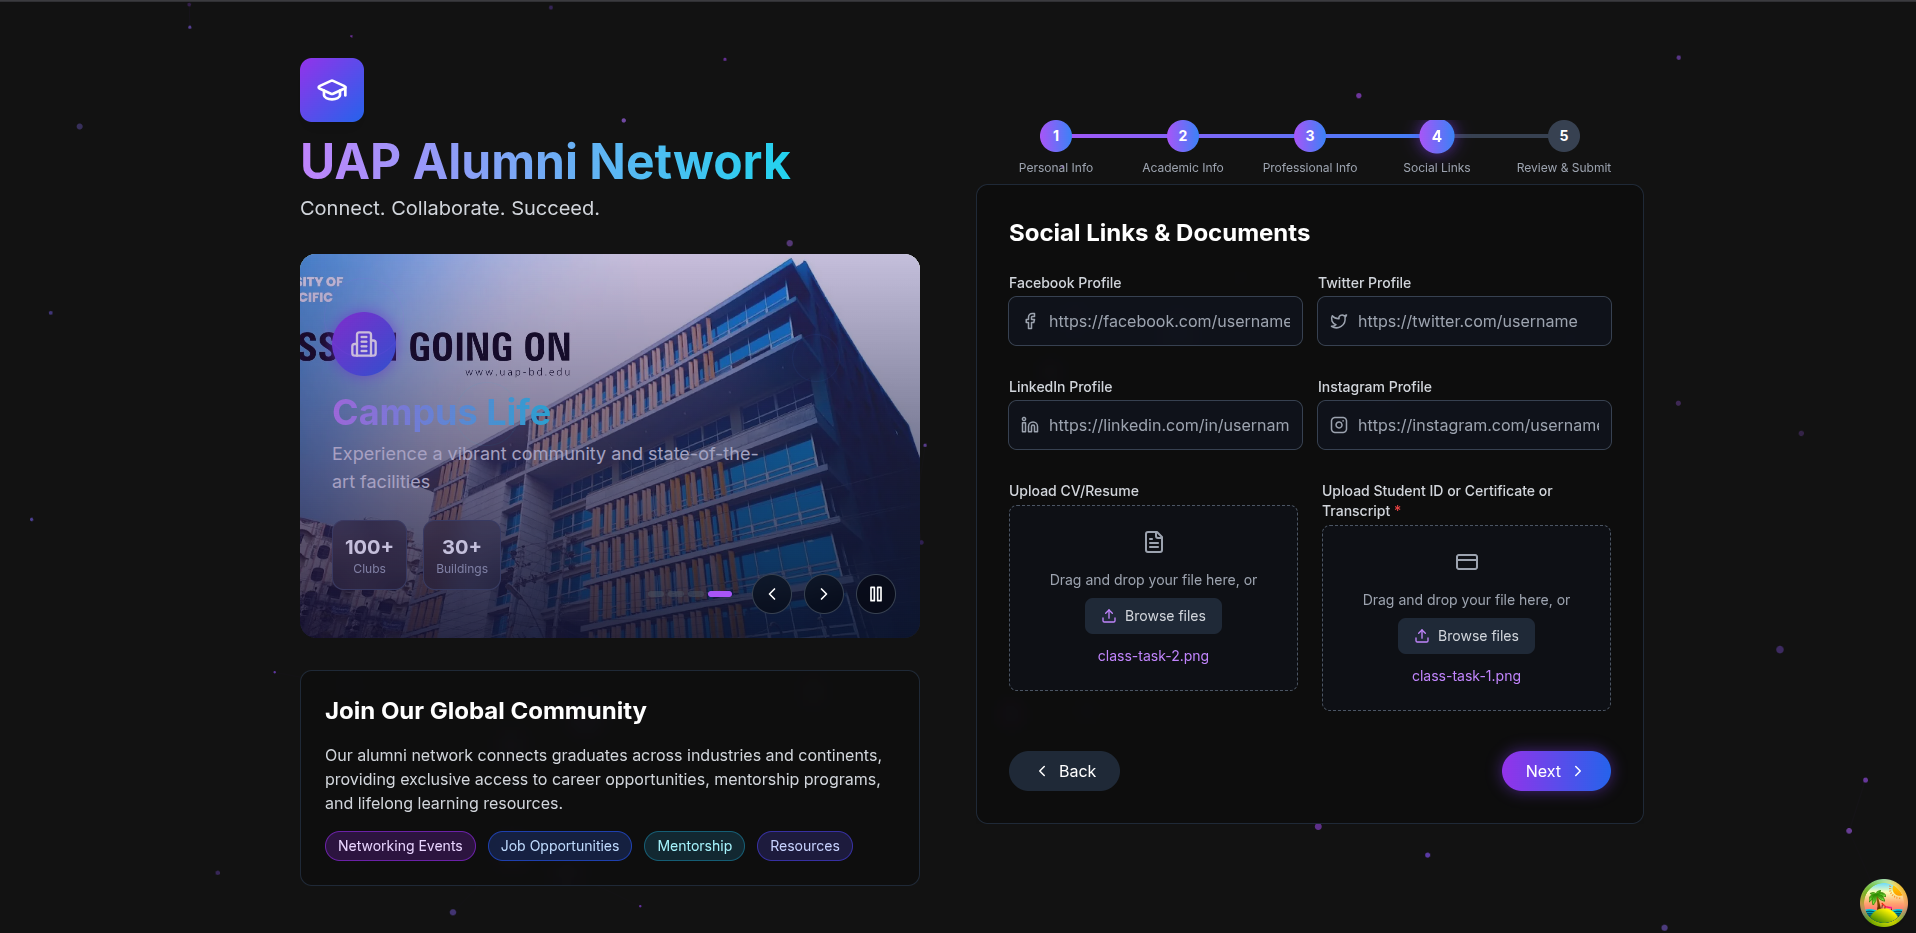 UAP Alumni Network
Connect. Collaborate. Succeed.
SITY OF
CIFIC
GOING ON
www.uap-bd.edu
Campus Life
Experience a vibrant community and state-of-the-
art facilities
100+
Clubs
30+
Buildings
Join Our Global Community
Our alumni network connects graduates across industries and continents,
providing exclusive access to career opportunities, mentorship programs,
and lifelong learning resources.
Networking Events
Job Opportunities
Mentorship
Resources
1
2
3
4
5
Personal Info
Academic Info
Professional Info
Social Links
Review & Submit
Social Links & Documents
Facebook Profile
Twitter Profile
https://facebook.com/username
https://twitter.com/username
LinkedIn Profile
Instagram Profile
https://linkedin.com/in/usernam
https://instagram.com/username
Upload CV/Resume
Drag and drop your file here, or
Browse files
class-task-2.png
Upload Student ID or Certificate or
Transcript *
Drag and drop your file here, or
Browse files
class-task-1.png
Back
Next